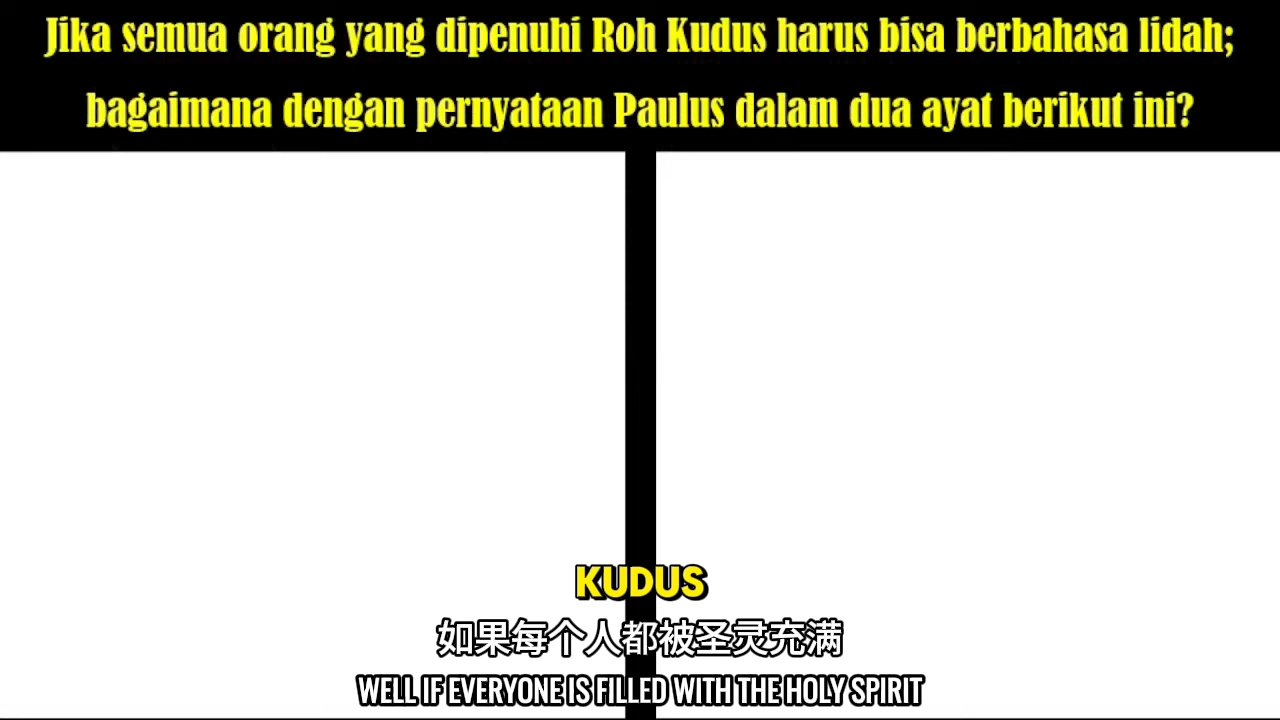 Jika semua orang yang dipenuhi Roh Kudus harus bisa berbahasa lidah;
bagaimana dengan pernyataan Paulus dalam dua ayat berikut ini?
KUDUS
如果每个人都被圣灵充满
WELL IF EVERYONE IS FILLED WITH THE HOLY SPIRIT